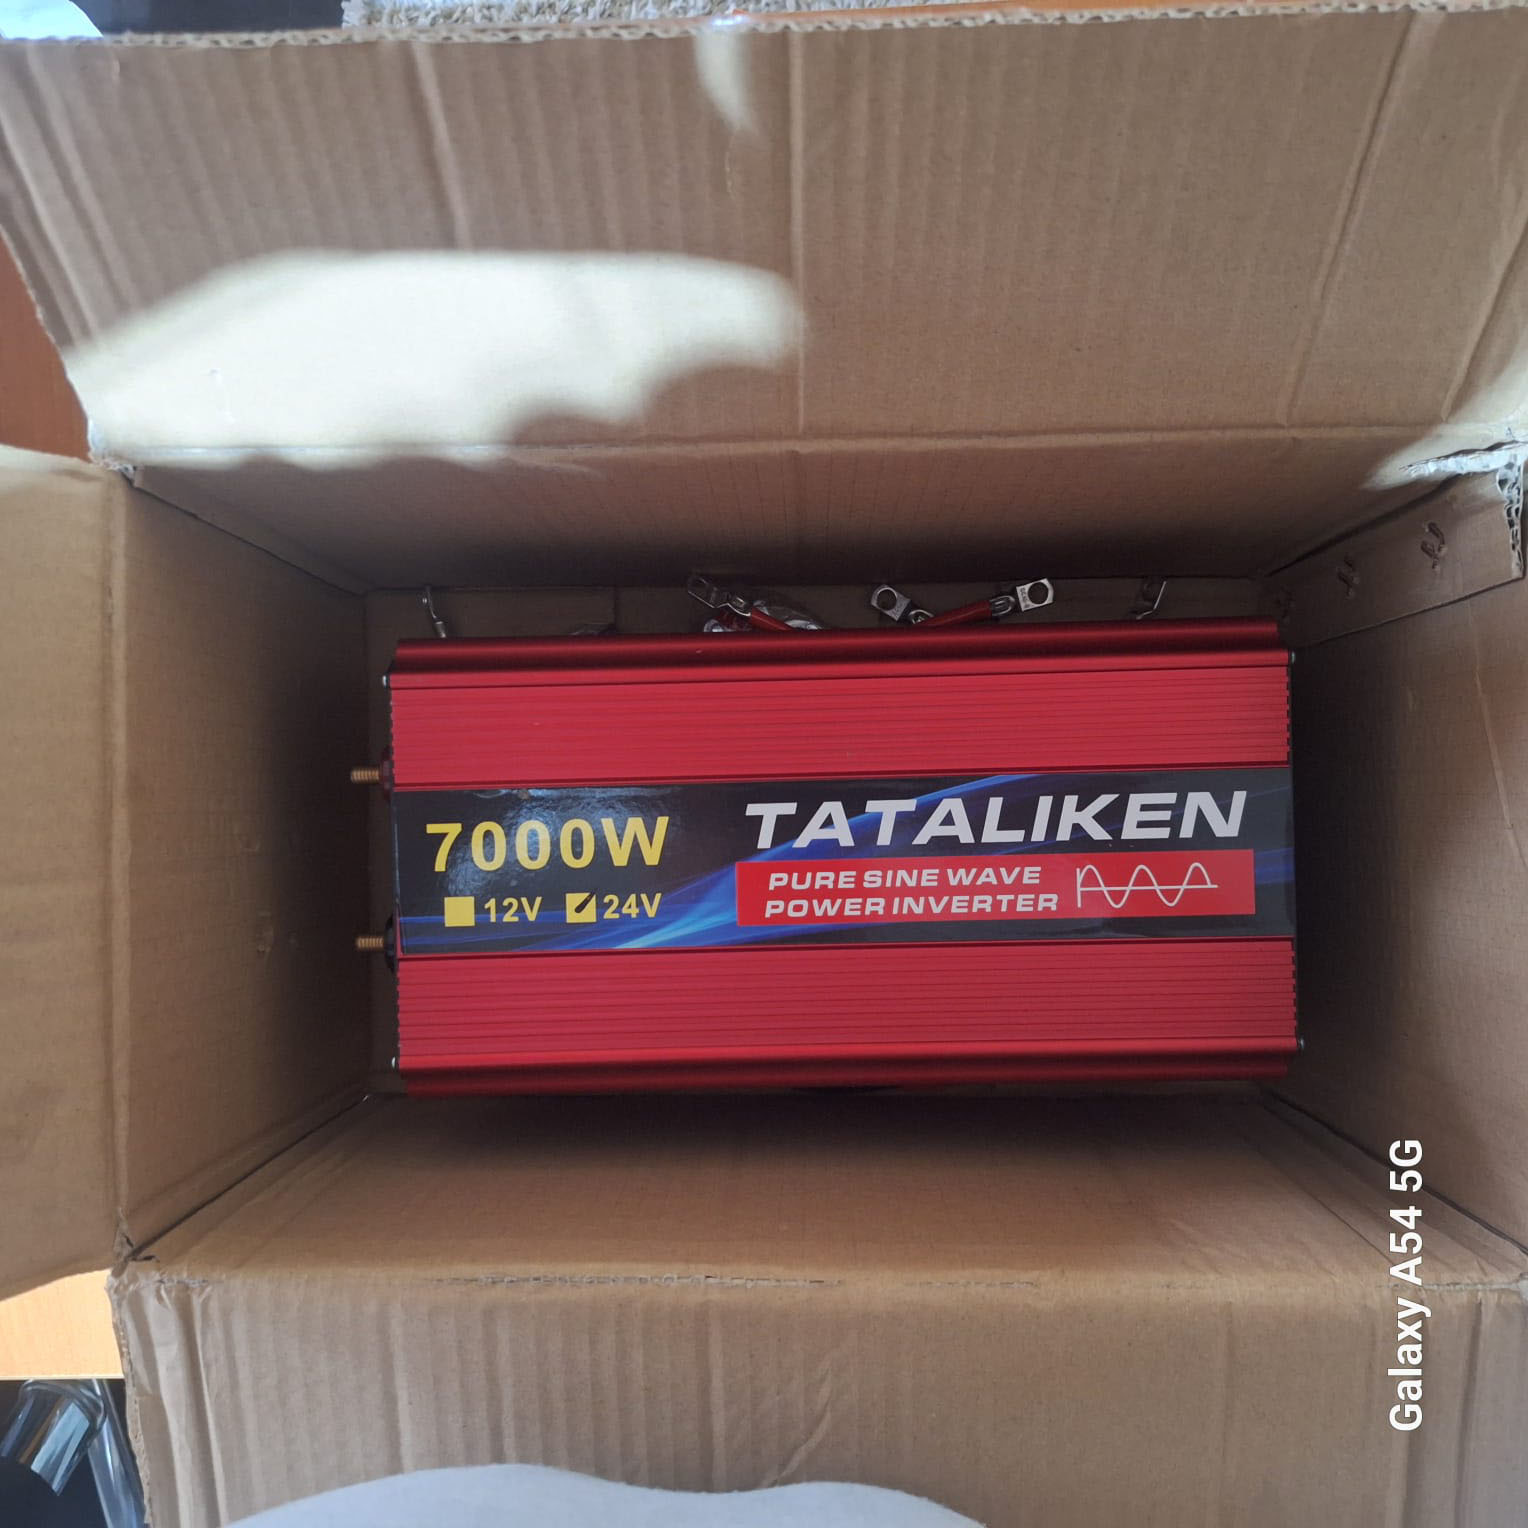 7000W
12V 24V
TATALIKEN
PURE SINE WAVE
POWER INVERTER
Galaxy A54 5G